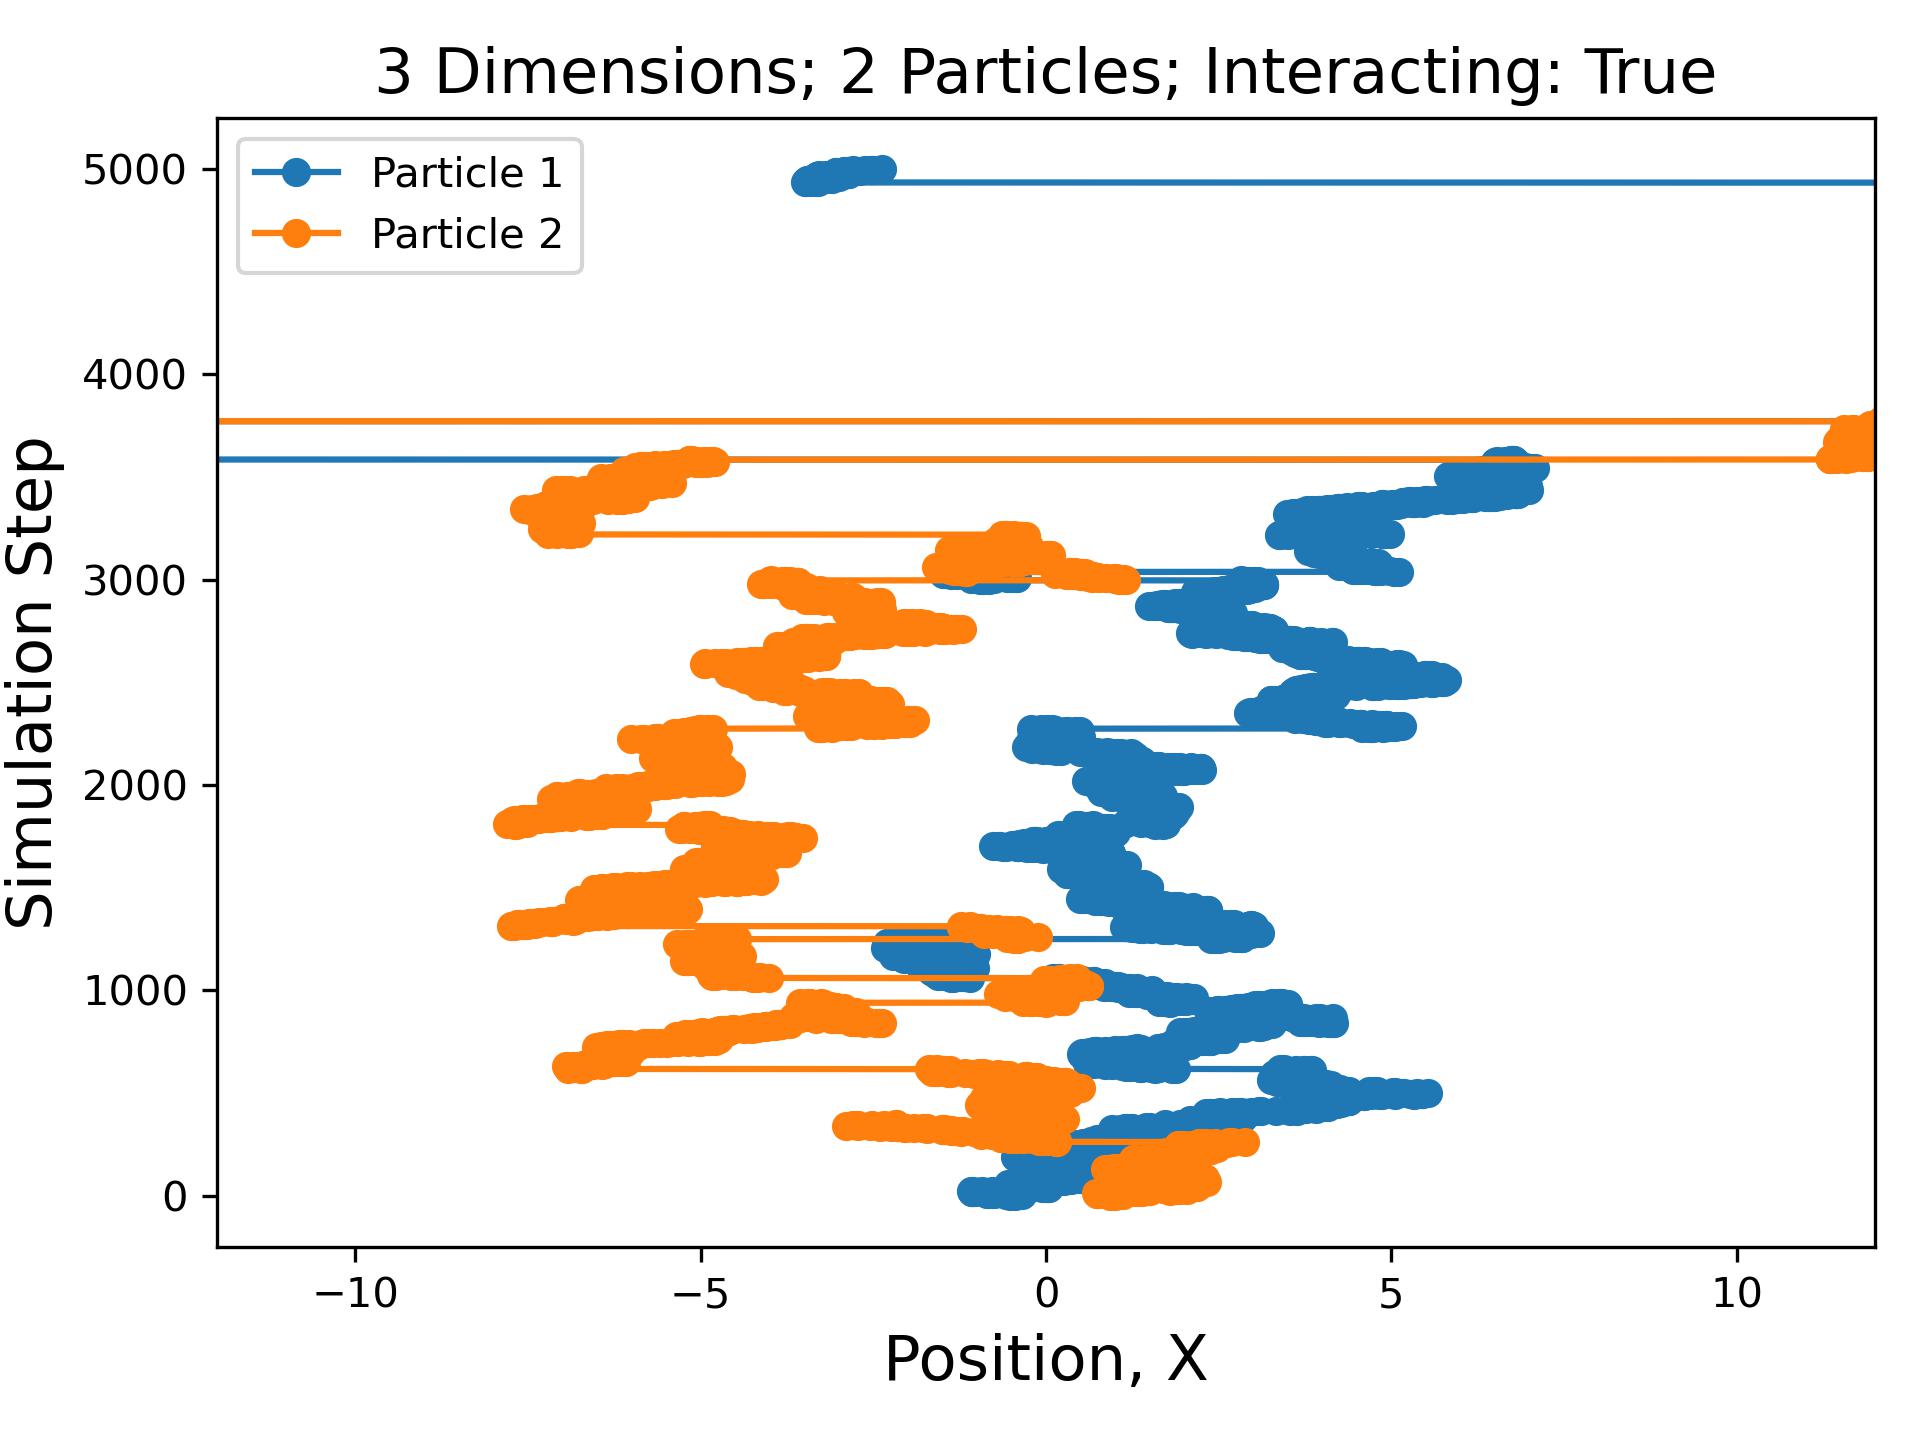 3 Dimensions; 2 Particles; Interacting: True
Particle 1
Particle 2
5000
4000
3000
2000
1000
0
Simulation Step
−10
−5
0
5
10
Position, X